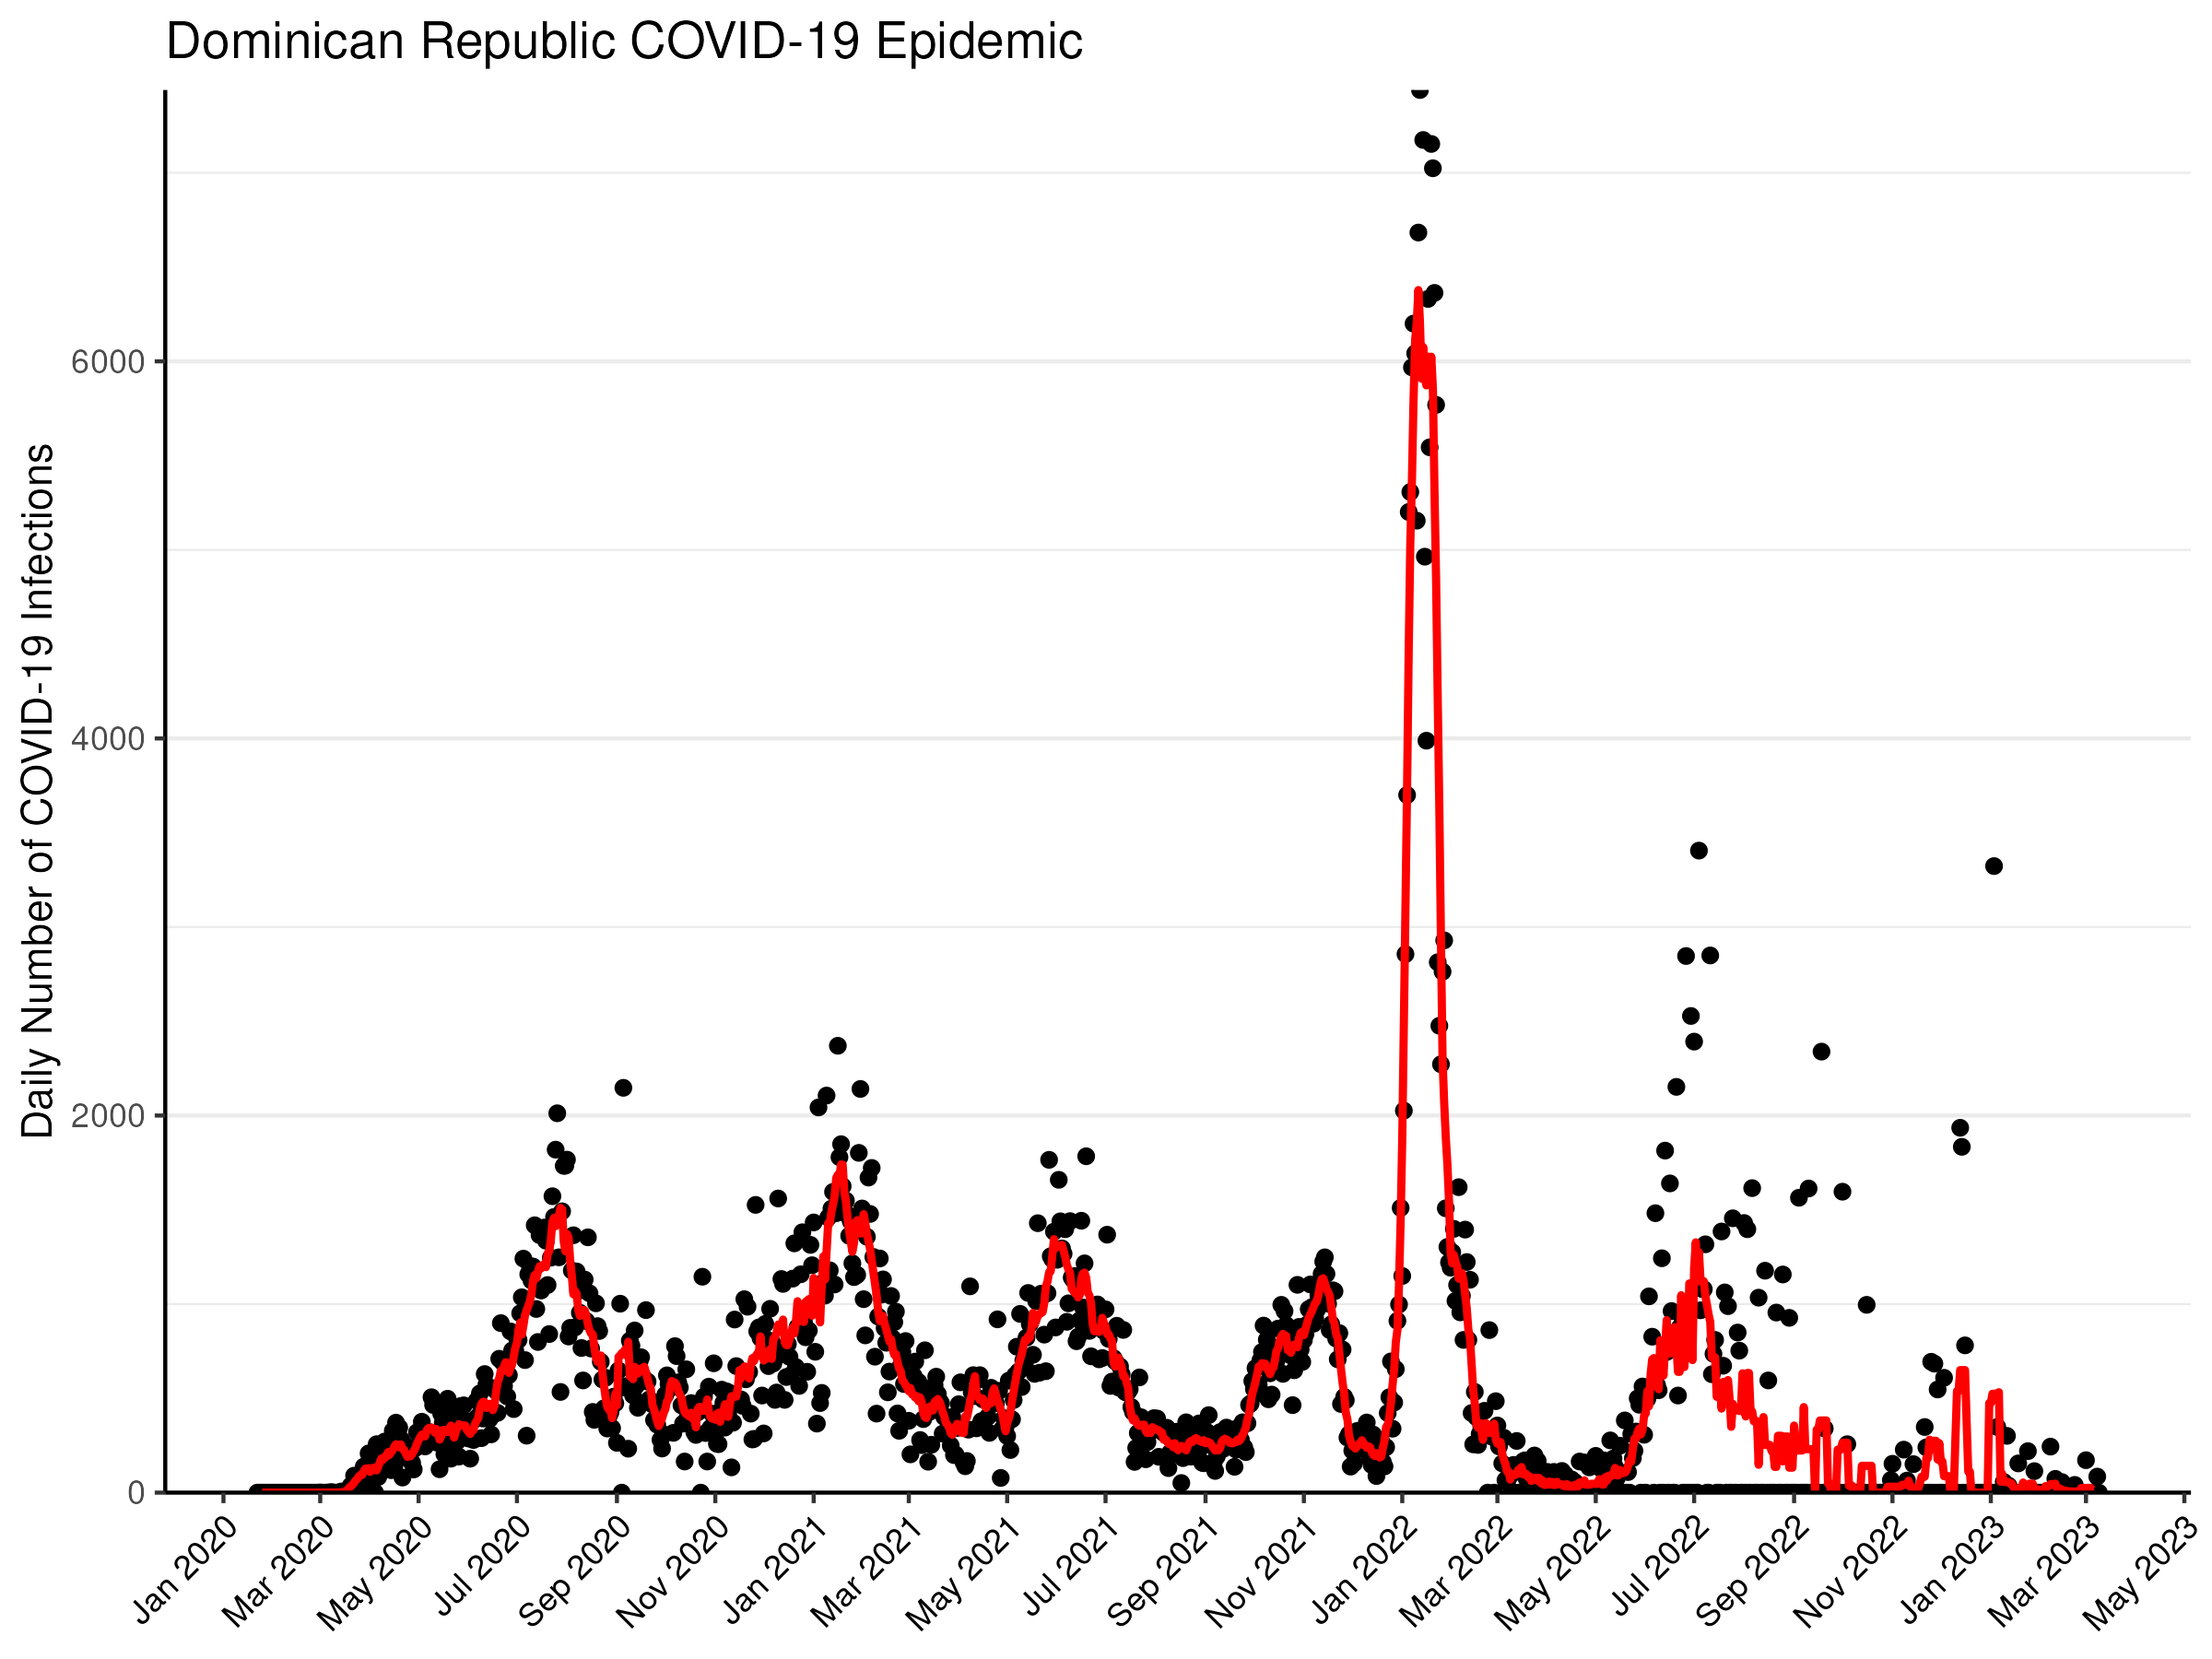 Dominican Republic COVID-19 Epidemic
Daily Number of COVID-19 Infections
6000
4000
2000
0
Jan 2020
Mar 2020
May 2020
Jul 2020
Sep 2020
Nov 2020
Jan 2021
Mar 2021
May 2021
Jul 2021
Sep 2021
Nov 2021
Jan 2022
Mar 2022
May 2022
Jul 2022
Sep 2022
Nov 2022
Jan 2023
Mar 2023
May 2023